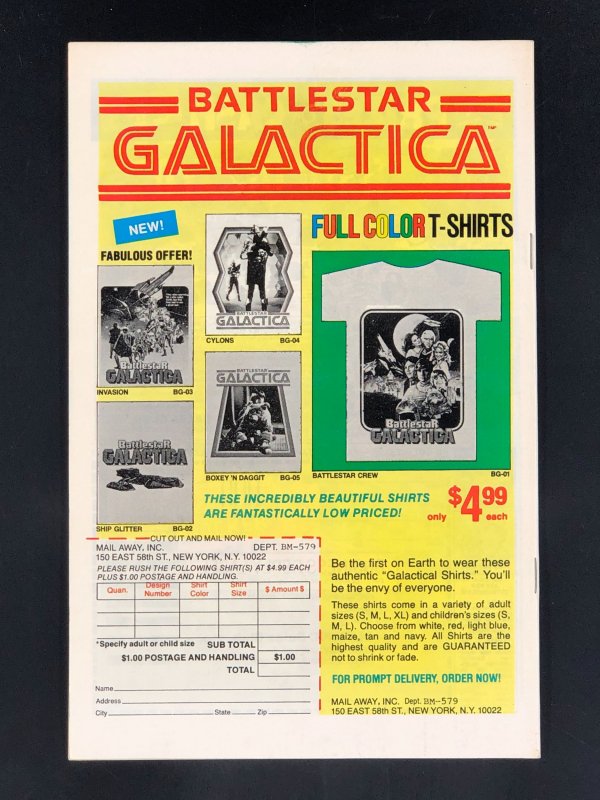 BATTLESTAR
GALACTICA™
NEW!
FABULOUS OFFER!
FULL COLOR T-SHIRTS
Battlestar
GALACTICA
INVASION BG-03
BATTLESTAR
GALACTICA
CYLONS BG-04
Battlestar
GALACTICA
SHIP GLITTER BG-02
BATTLESTAR
GALACTICA
BOXEY 'N DAGGIT BG-05
Battlestar
GALACTICA
BATTLESTAR CREW BG-01
THESE INCREDIBLY BEAUTIFUL SHIRTS
ARE FANTASTICALLY LOW PRICED!
only $4.99 each
CUT OUT AND MAIL NOW!
MAIL AWAY, INC. DEPT. BM-579
150 EAST 58th ST., NEW YORK, N.Y. 10022
PLEASE RUSH THE FOLLOWING SHIRT(S) AT $4.99 EACH
PLUS $1.00 POSTAGE AND HANDLING.
Quan. Design Number Shirt Color Shirt Size $ Amount $
*Specify adult or child size SUB TOTAL
$1.00 POSTAGE AND HANDLING $1.00
TOTAL
Name
Address
City State Zip
Be the first on Earth to wear these
authentic "Galactical Shirts." You'll
be the envy of everyone.
These shirts come in a variety of adult
sizes (S, M, L, XL) and children's sizes (S,
M, L). Choose from white, red, light blue,
maize, tan and navy. All Shirts are the
highest quality and are GUARANTEED
not to shrink or fade.
FOR PROMPT DELIVERY, ORDER NOW!
MAIL AWAY, INC. Dept. BM-579
150 EAST 58th ST., NEW YORK, N.Y. 10022